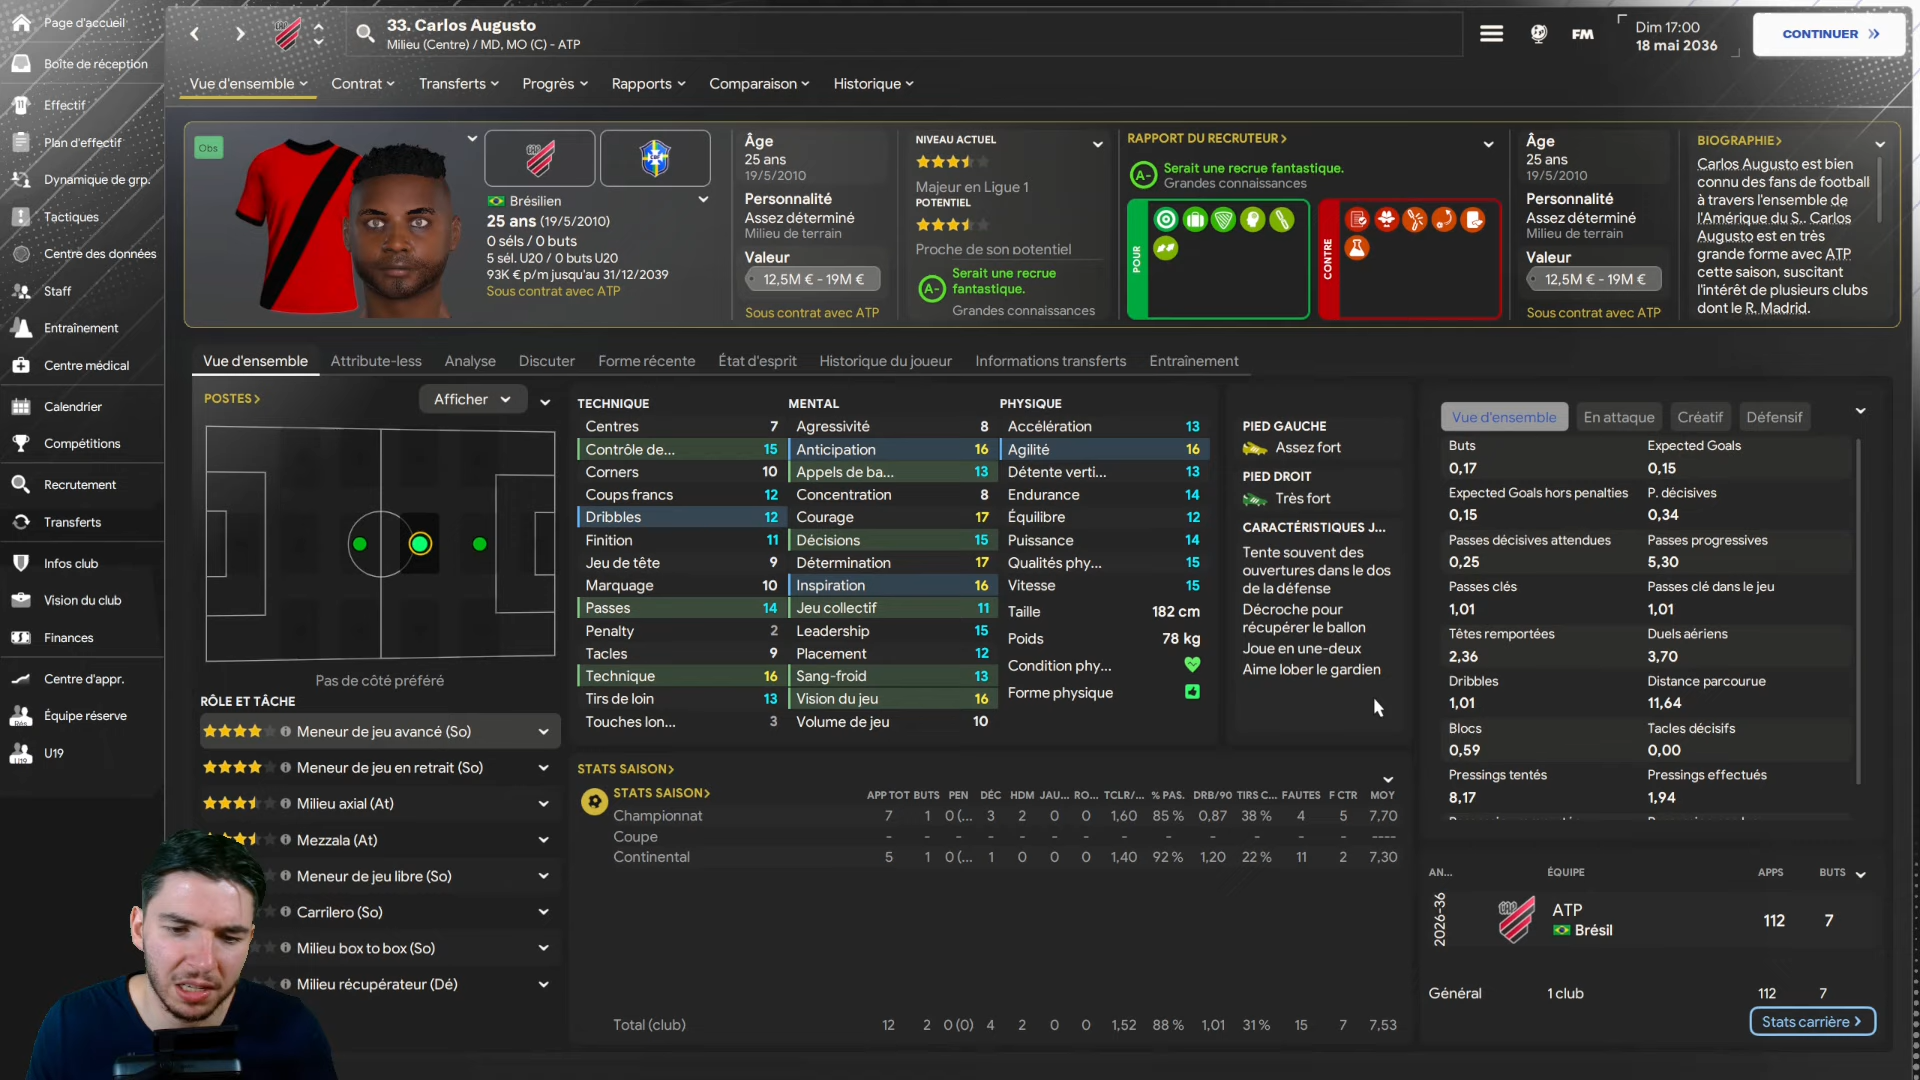 Page d'accueil
Boîte de réception
Effectif
Plan d'effectif
Dynamique de grp.
Tactiques
Centre des données
Staff
Entraînement
Centre médical
Calendrier
Compétitions
Recrutement
Transferts
Infos club
Vision du club
Finances
Centre d'appr.
Équipe réserve
U19
33. Carlos Augusto
Milieu (Centre) / MD, MO (C) - ATP
FM
Dim 17:00
18 mai 2036
CONTINUER
Vue d'ensemble
Contrat
Transferts
Progrès
Rapports
Comparaison
Historique
Obs
Brésilien
25 ans (19/5/2010)
0 séls / 0 buts
5 sél. U20 / 0 buts U20
93K € p/m jusqu'au 31/12/2039
Sous contrat avec ATP
Âge
25 ans
19/5/2010
Personnalité
Assez déterminé
Milieu de terrain
Valeur
12,5M € - 19M €
Sous contrat avec ATP
NIVEAU ACTUEL
Majeur en Ligue 1
POTENTIEL
Proche de son potentiel
A-
Serait une recrue fantastique.
Grandes connaissances
RAPPORT DU RECRUTEUR >
A-
Serait une recrue fantastique.
Grandes connaissances
POUR
CONTRE
Âge
25 ans
19/5/2010
Personnalité
Assez déterminé
Milieu de terrain
Valeur
12,5M € - 19M €
Sous contrat avec ATP
BIOGRAPHIE>
Carlos Augusto est bien
connu des fans de football
à travers l'ensemble de
l'Amérique du S.. Carlos
Augusto est en très
grande forme avec ATP
cette saison, suscitant
l'intérêt de plusieurs clubs
dont le R. Madrid.
Vue d'ensemble
Attribute-less
Analyse
Discuter
Forme récente
État d'esprit
Historique du joueur
Informations transferts
Entraînement
POSTES>
Afficher
Pas de côté préféré
RÔLE ET TÂCHE
Meneur de jeu avancé (So)
Meneur de jeu en retrait (So)
Milieu axial (At)
Mezzala (At)
Meneur de jeu libre (So)
Carrilero (So)
Milieu box to box (So)
Milieu récupérateur (Dé)
TECHNIQUE
Centres 7
Contrôle de... 15
Corners 10
Coups francs 12
Dribbles 12
Finition 11
Jeu de tête 9
Marquage 10
Passes 14
Penalty 2
Tacles 9
Technique 16
Tirs de loin 13
Touches lon... 3
MENTAL
Agressivité 8
Anticipation 16
Appels de ba... 13
Concentration 8
Courage 17
Décisions 15
Détermination 17
Inspiration 16
Jeu collectif 11
Leadership 15
Placement 12
Sang-froid 13
Vision du jeu 16
Volume de jeu 10
PHYSIQUE
Accélération 13
Agilité 16
Détente verti... 13
Endurance 14
Équilibre 12
Puissance 14
Qualités phy... 15
Vitesse 15
Taille 182 cm
Poids 78 kg
Condition phy...
Forme physique
PIED GAUCHE
Assez fort
PIED DROIT
Très fort
CARACTÉRISTIQUES J...
Tente souvent des
ouvertures dans le dos
de la défense
Décroche pour
récupérer le ballon
Joue en une-deux
Aime lober le gardien
STATS SAISON>
STATS SAISON> APP TOT BUTS PEN DÉC HDM JAU... RO... TCLR/... % PAS. DRB/90 TIRS C... FAUTES F CTR MOY
Championnat 7 1 0 (... 3 2 0 0 1,60 85 % 0,87 38 % 4 5 7,70
Coupe - - - - - - - - - - - - - ----
Continental 5 1 0 (... 1 0 0 0 1,40 92 % 1,20 22 % 11 2 7,30
Total (club) 12 2 0 (0) 4 2 0 0 1,52 88 % 1,01 31 % 15 7 7,53
Vue d'ensemble
En attaque
Créatif
Défensif
Buts Expected Goals
0,17 0,15
Expected Goals hors penalties P. décisives
0,15 0,34
Passes décisives attendues Passes progressives
0,25 5,30
Passes clés Passes clé dans le jeu
1,01 1,01
Têtes remportées Duels aériens
2,36 3,70
Dribbles Distance parcourue
1,01 11,64
Blocs Tacles décisifs
0,59 0,00
Pressings tentés Pressings effectués
8,17 1,94
AN... ÉQUIPE APPS BUTS
2026-36
ATP
Brésil
112 7
Général 1 club 112 7
Stats carrière >